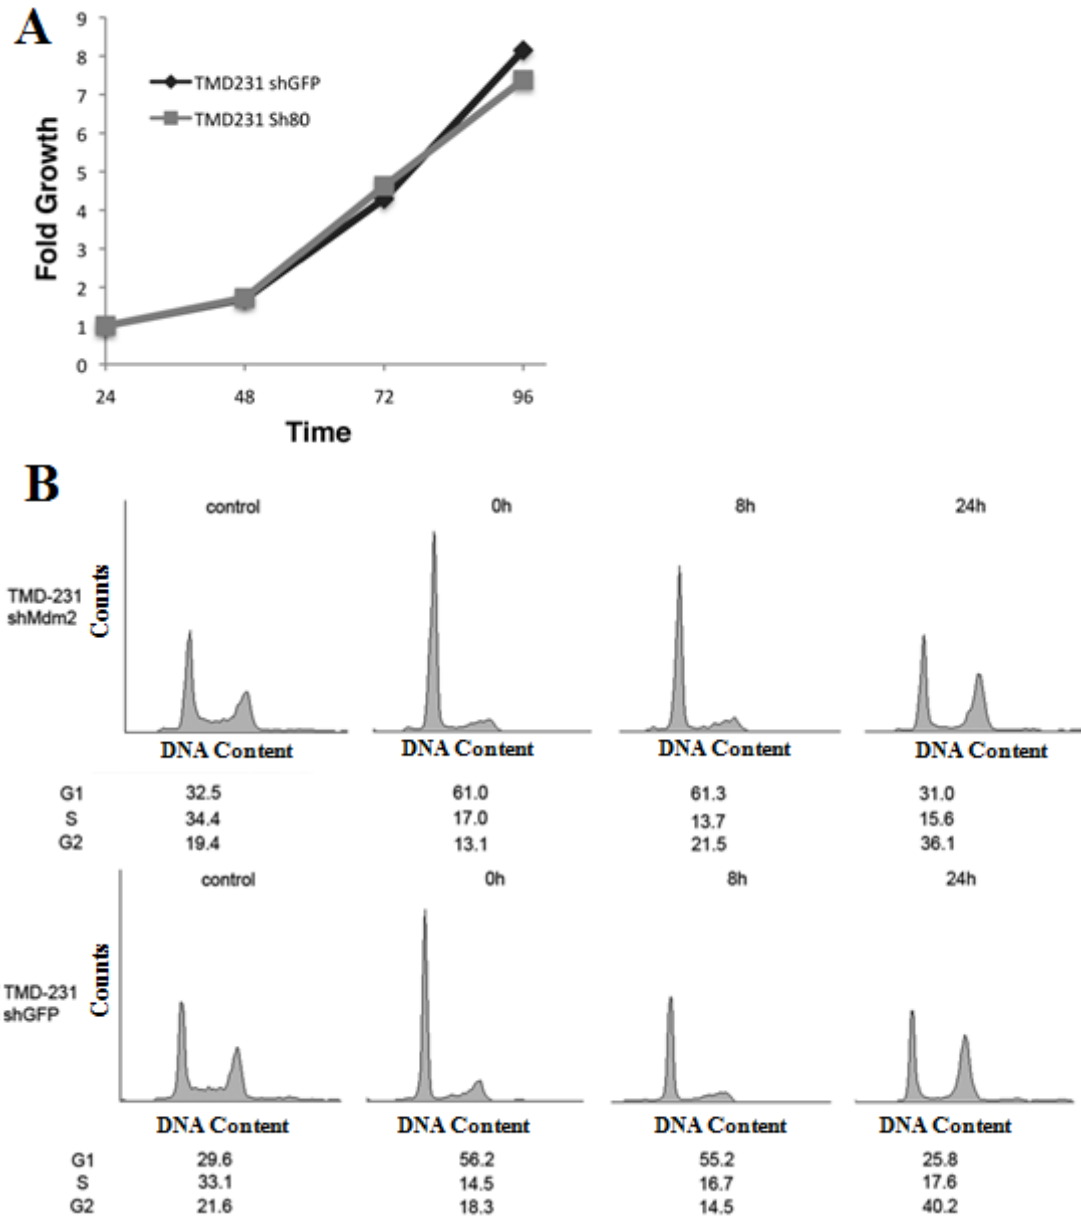 A
9
8
7
6
5
4
3
2
1
0
Fold Growth
TMD231 shGFP
TMD231 Sh80
24 48 72 96
Time
B
control 0h 8h 24h
TMD-231
shMdm2
Counts
DNA Content DNA Content DNA Content DNA Content
G1 32.5 61.0 61.3 31.0
S 34.4 17.0 13.7 15.6
G2 19.4 13.1 21.5 36.1
control 0h 8h 24h
TMD-231
shGFP
Counts
DNA Content DNA Content DNA Content DNA Content
G1 29.6 56.2 55.2 25.8
S 33.1 14.5 16.7 17.6
G2 21.6 18.3 14.5 40.2